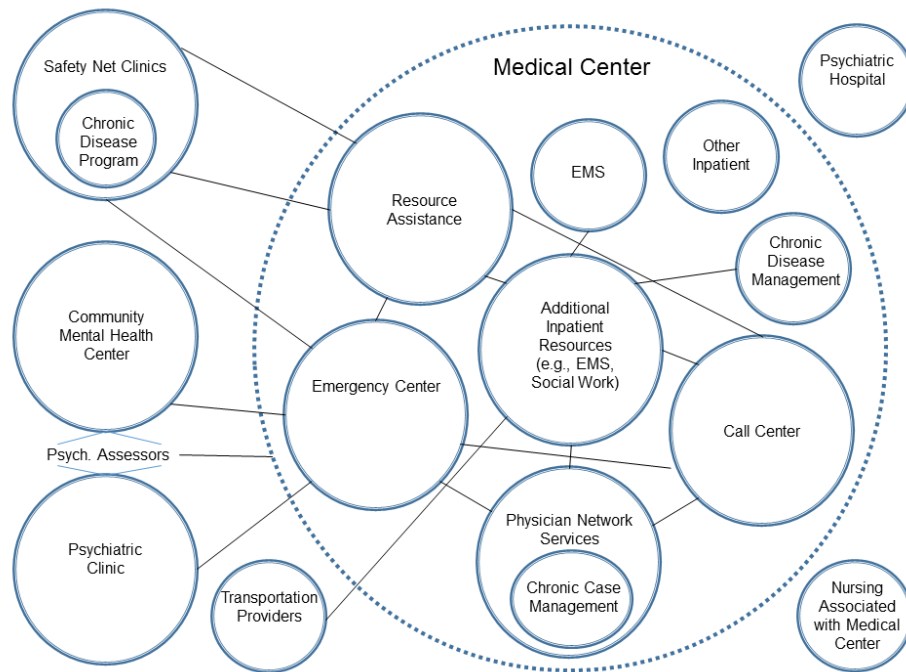 Safety Net Clinics
Chronic
Disease
Program
Medical Center
Psychiatric
Hospital
EMS
Other
Inpatient
Resource
Assistance
Chronic
Disease
Management
Community
Mental Health
Center
Additional
Inpatient
Resources
(e.g., EMS,
Social Work)
Emergency Center
Call Center
Psych. Assessors
Psychiatric
Clinic
Physician Network
Services
Chronic Case
Management
Transportation
Providers
Nursing
Associated
with Medical
Center